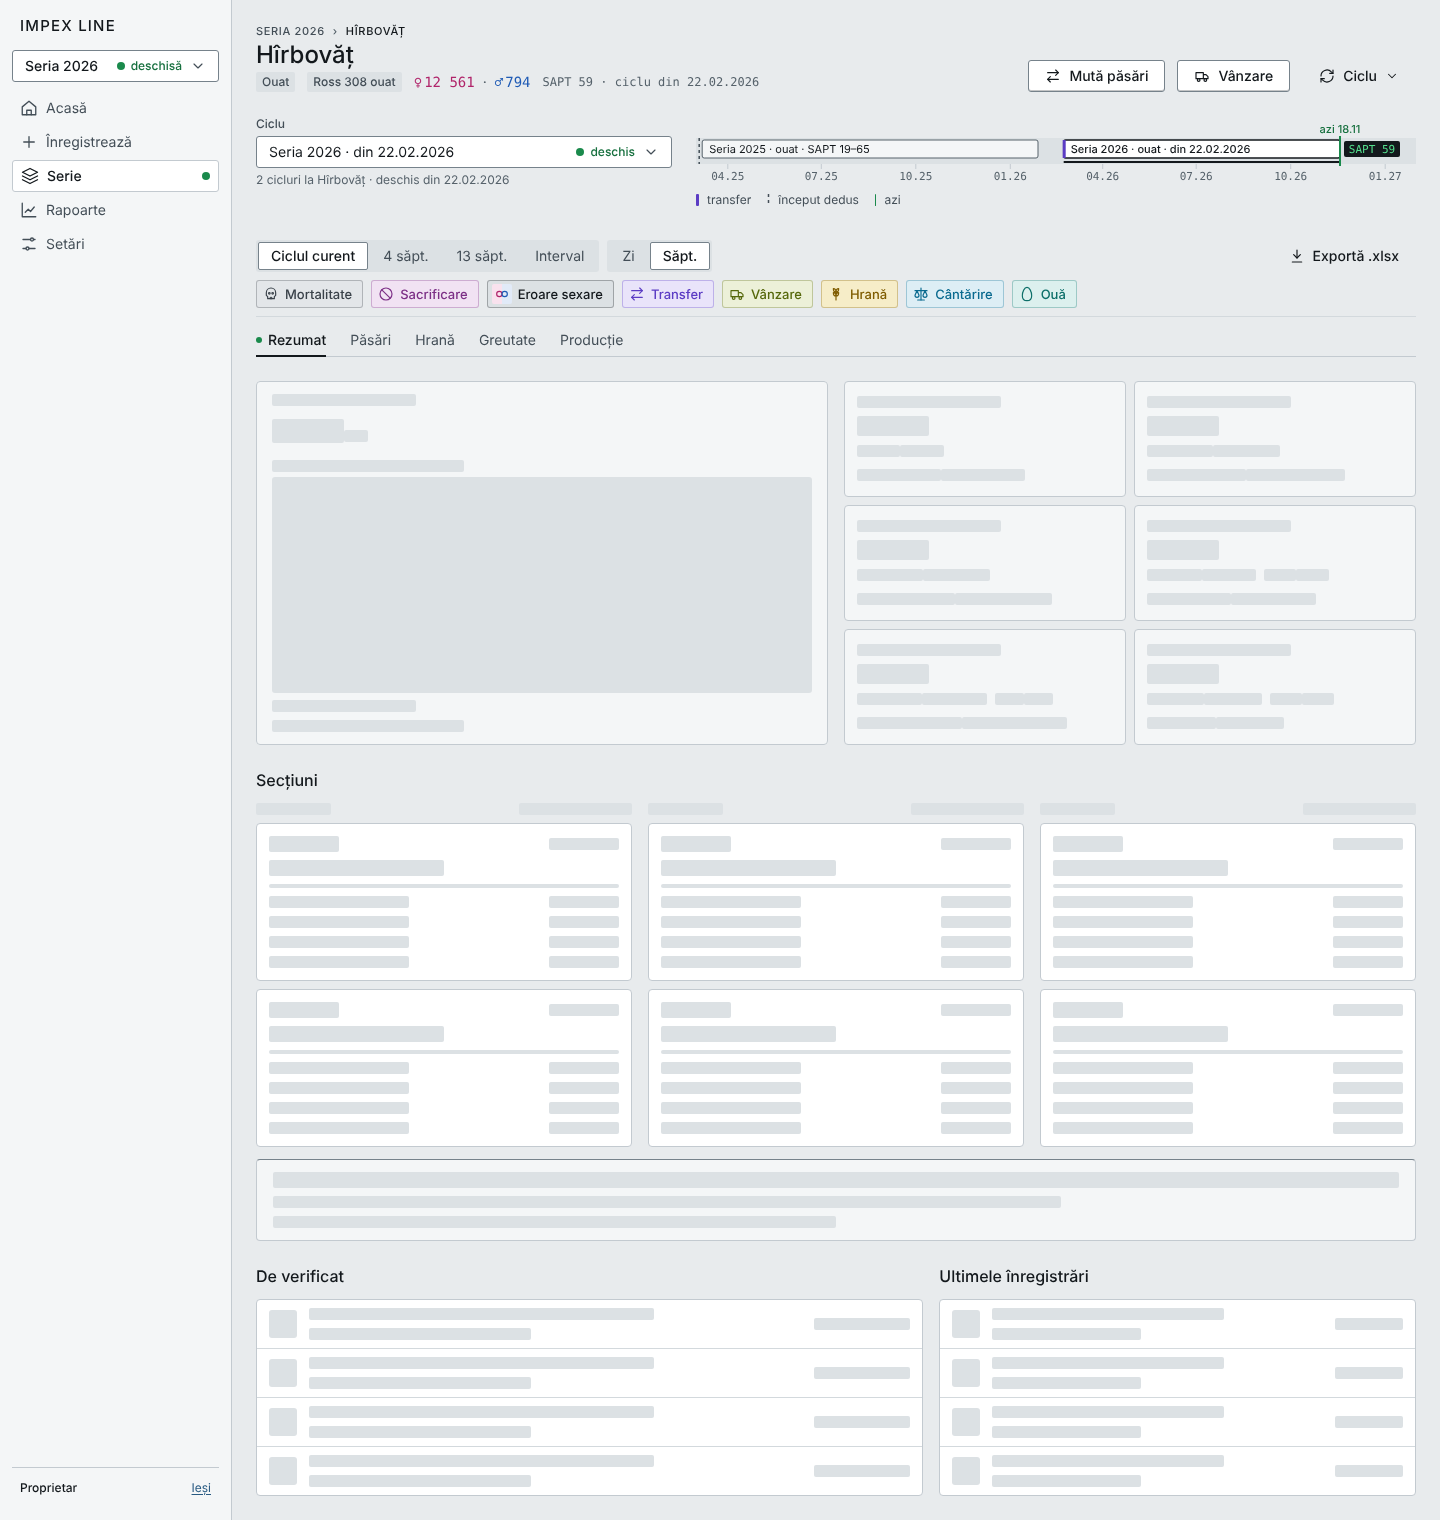 IMPEX LINE
Seria 2026 deschisă
Acasă
Înregistrează
Serie
Rapoarte
Setări
Proprietar Ieși
SERIA 2026 › HÎRBOVĂȚ
Hîrbovăț
Ouat Ross 308 ouat ♀12 561 · ♂794 SAPT 59 · ciclu din 22.02.2026
Mută păsări Vânzare Ciclu
Ciclu
Seria 2026 · din 22.02.2026 deschis
2 cicluri la Hîrbovăț · deschis din 22.02.2026
azi 18.11
Seria 2025 · ouat · SAPT 19–65 Seria 2026 · ouat · din 22.02.2026 SAPT 59
04.25 07.25 10.25 01.26 04.26 07.26 10.26 01.27
transfer început dedus azi
Ciclul curent 4 săpt. 13 săpt. Interval Zi Săpt. Exportă .xlsx
Mortalitate Sacrificare Eroare sexare Transfer Vânzare Hrană Cântărire Ouă
Rezumat Păsări Hrană Greutate Producție
Secțiuni
De verificat Ultimele înregistrări